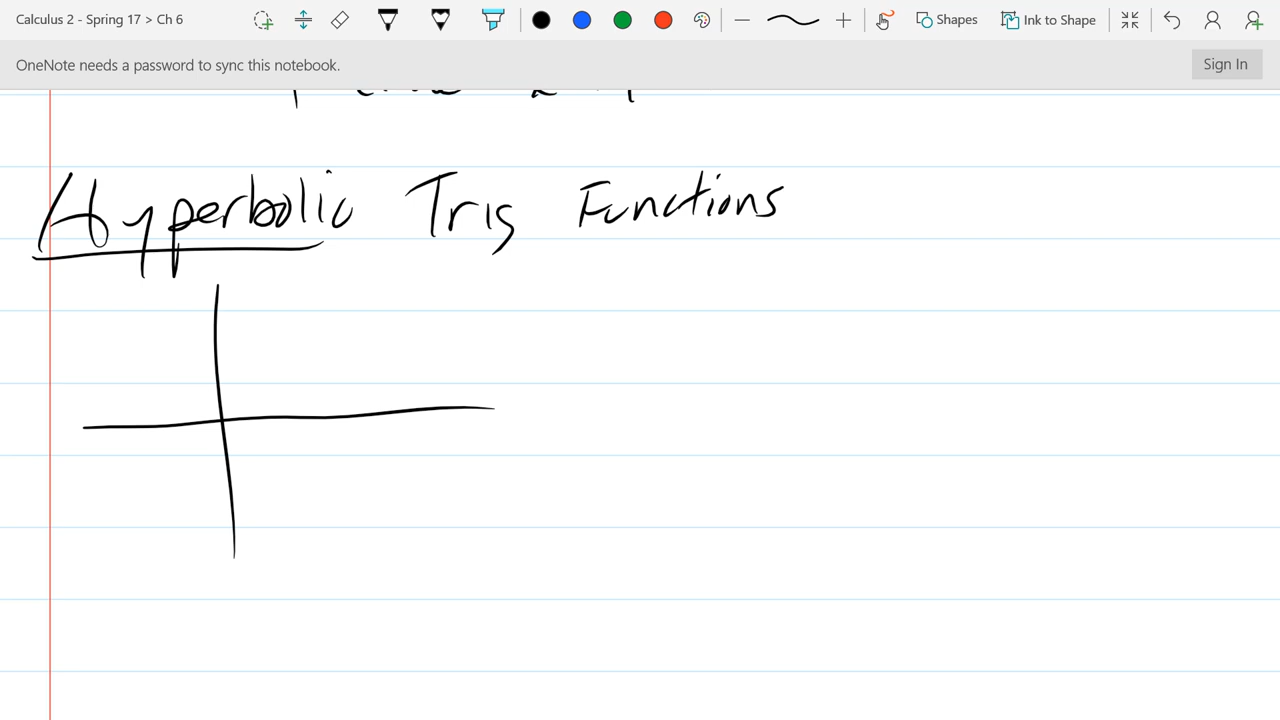 Calculus 2 - Spring 17 > Ch 6
Shapes
Ink to Shape
OneNote needs a password to sync this notebook.
Sign In
Hyperbolic Trig Functions